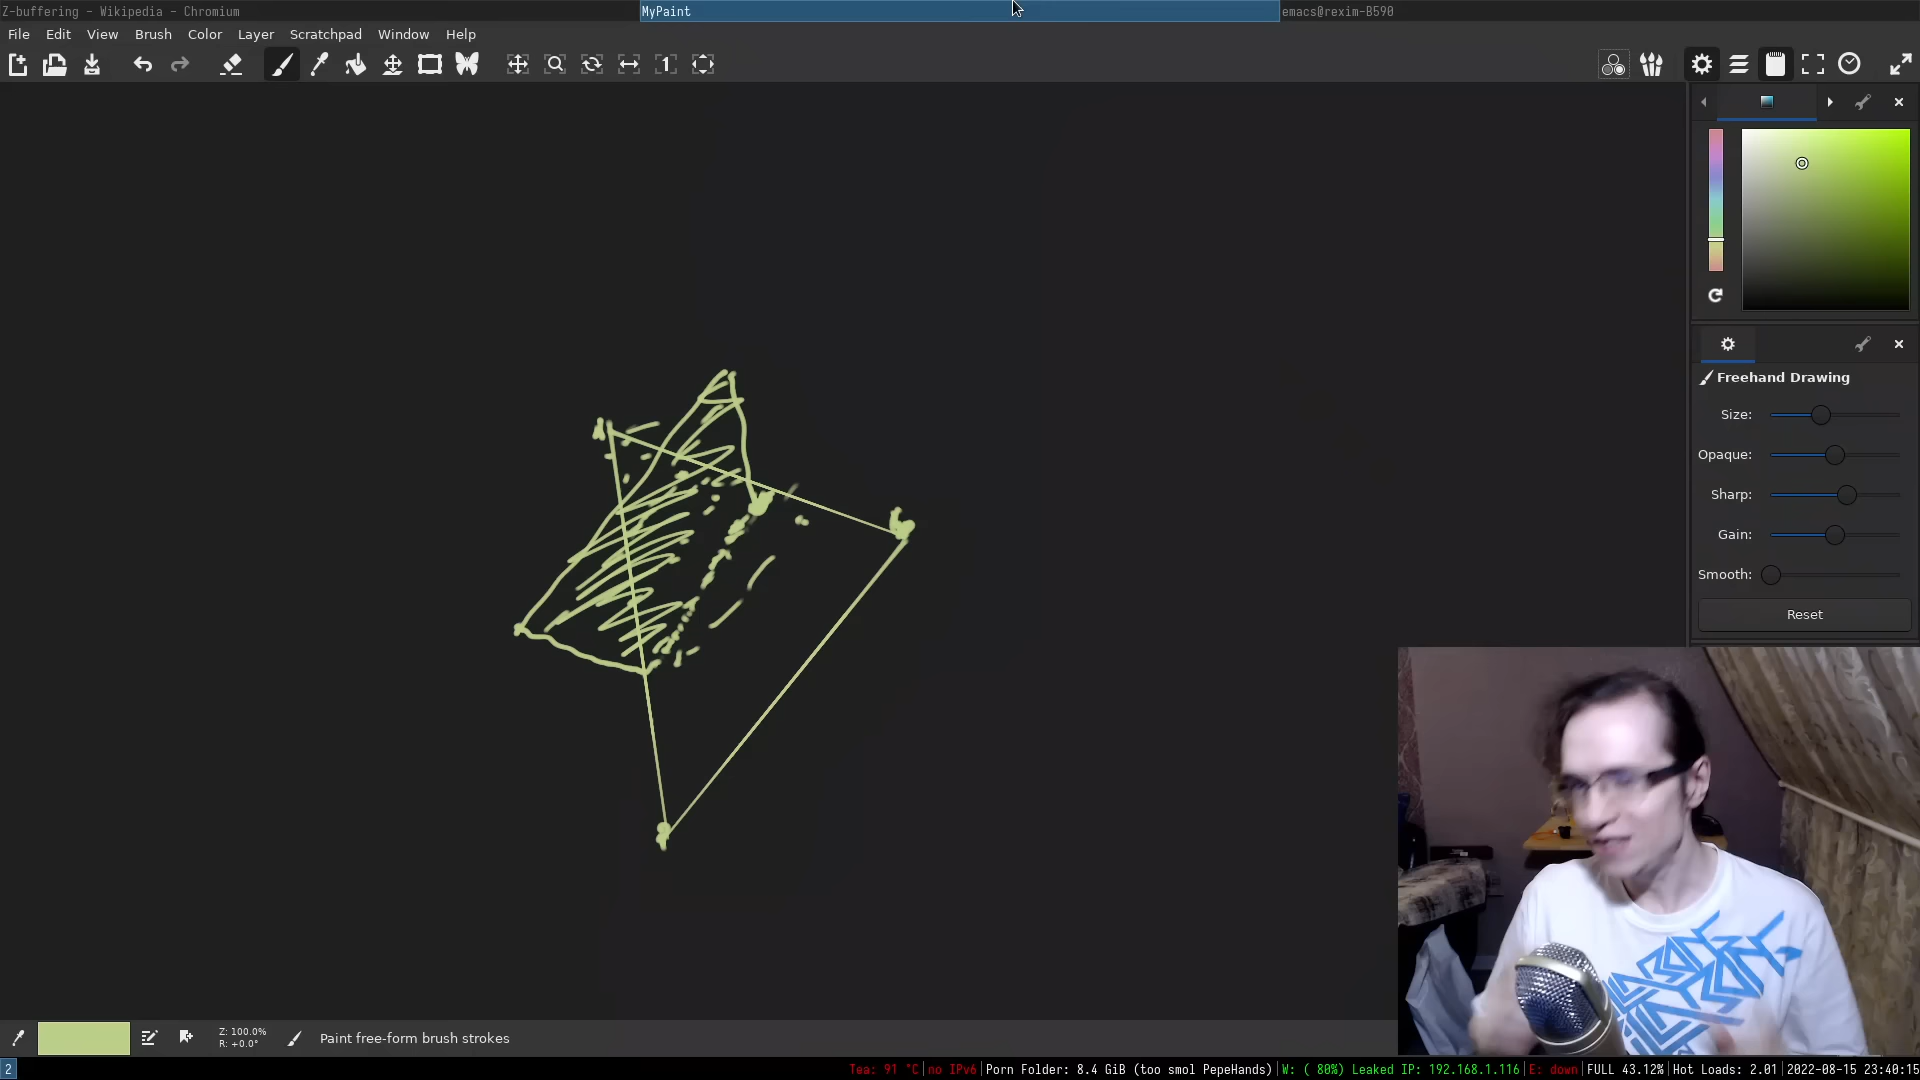 Z-buffering - Wikipedia - Chromium
MyPaint
emacs@rexim-B590
File Edit View Brush Color Layer Scratchpad Window Help
Freehand Drawing
Size:
Opaque:
Sharp:
Gain:
Smooth:
Reset
Z: 100.0%
R: +0.0°
Paint free-form brush strokes
2
Tea: 91 °C|no IPv6|Porn Folder: 8.4 GiB (too smol PepeHands)|W: ( 80%) Leaked IP: 192.168.1.116|E: down|FULL 43.12%|Hot Loads: 2.01|2022-08-15 23:40:15